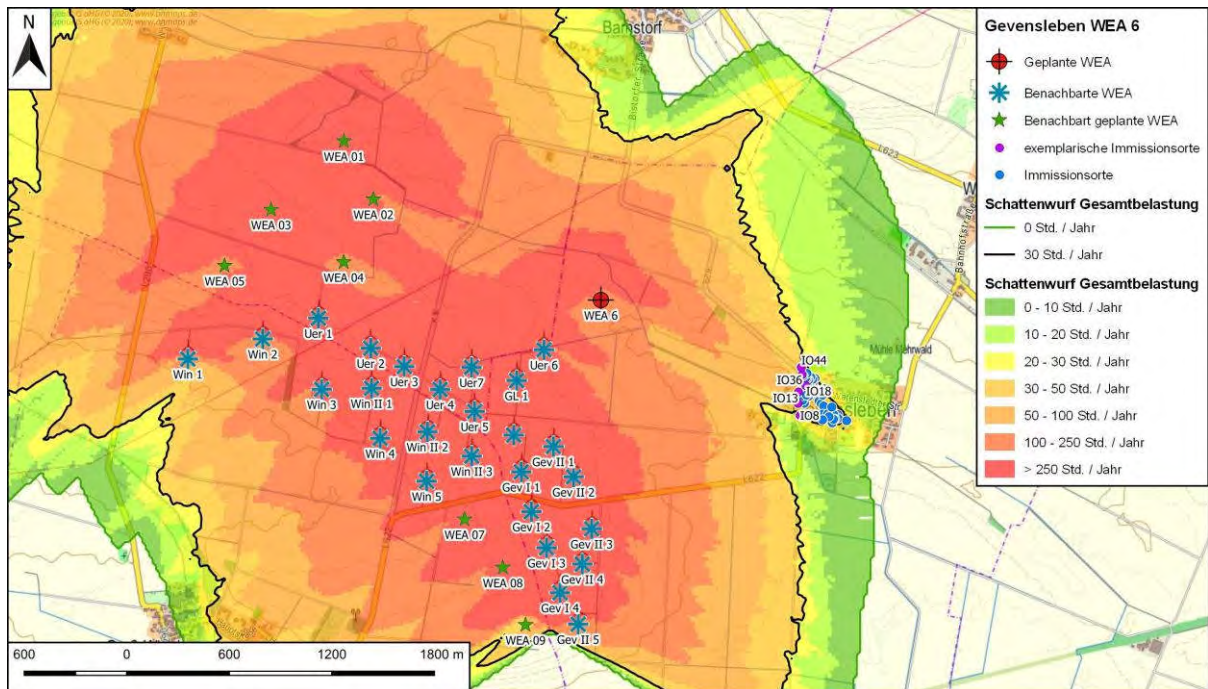 N
Barnstorf
L623
Bahnhofstraße
Mühle Mehrwald
WEA 01
WEA 02
WEA 03
WEA 04
WEA 05
WEA 6
Uer 1
Win 2
Win 1
Uer 2
Uer 3
Uer7
Uer 6
GL 1
Win 3
Win II 1
Uer 4
Uer 5
Win 4
Win II 2
Win II 3
Gev II 1
Gev I 1
Gev II 2
Win 5
L622
Gev I 2
WEA 07
Gev II 3
Gev I 3
WEA 08
Gev II 4
Gev I 4
WEA 09
Gev II 5
IO44
IO36
IO18
IO13
IO8
sleben
600 0 600 1200 1800 m
Gevensleben WEA 6
Geplante WEA
Benachbarte WEA
Benachbart geplante WEA
exemplarische Immissionsorte
Immissionsorte
Schattenwurf Gesamtbelastung
0 Std. / Jahr
30 Std. / Jahr
Schattenwurf Gesamtbelastung
0 - 10 Std. / Jahr
10 - 20 Std. / Jahr
20 - 30 Std. / Jahr
30 - 50 Std. / Jahr
50 - 100 Std. / Jahr
100 - 250 Std. / Jahr
> 250 Std. / Jahr